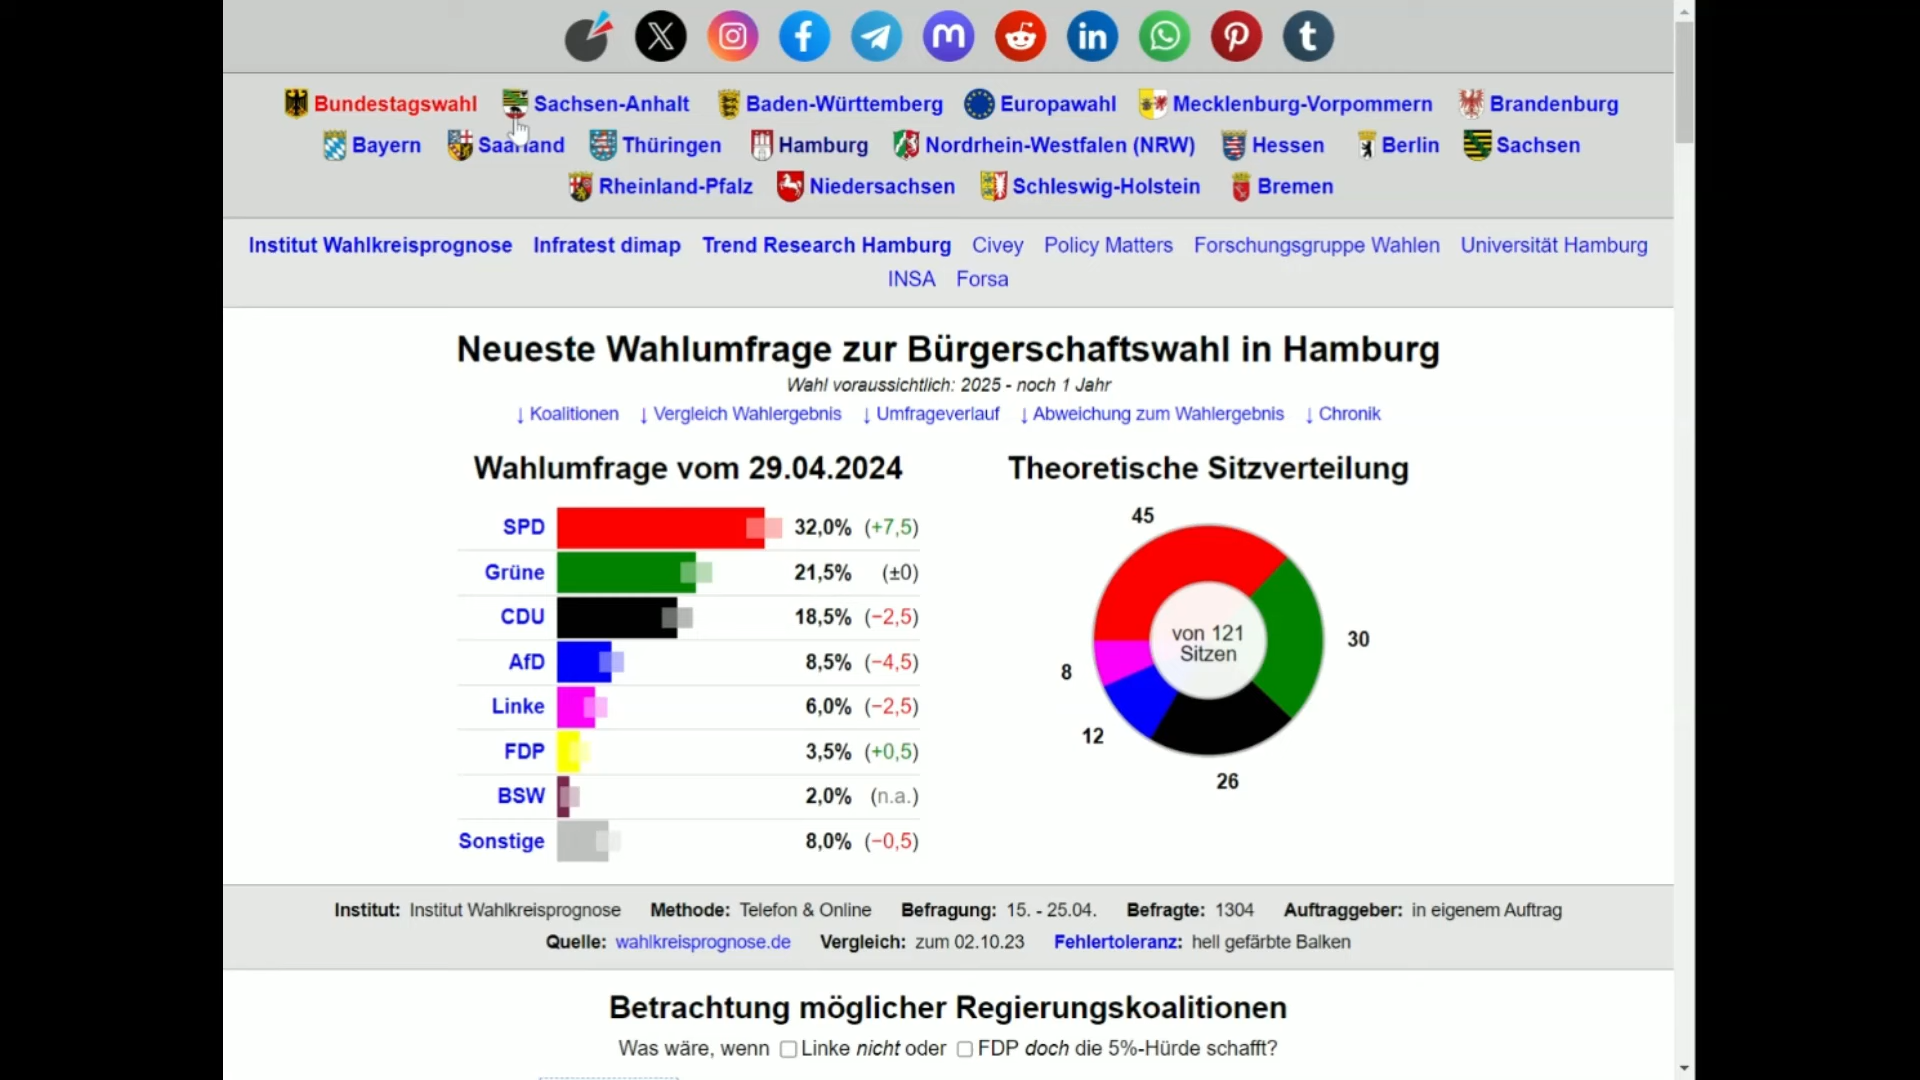 Bundestagswahl Sachsen-Anhalt Baden-Württemberg Europawahl Mecklenburg-Vorpommern Brandenburg
Bayern Saarland Thüringen Hamburg Nordrhein-Westfalen (NRW) Hessen Berlin Sachsen
Rheinland-Pfalz Niedersachsen Schleswig-Holstein Bremen
Institut Wahlkreisprognose Infratest dimap Trend Research Hamburg Civey Policy Matters Forschungsgruppe Wahlen Universität Hamburg
INSA Forsa
Neueste Wahlumfrage zur Bürgerschaftswahl in Hamburg
Wahl voraussichtlich: 2025 - noch 1 Jahr
↓ Koalitionen ↓ Vergleich Wahlergebnis ↓ Umfrageverlauf ↓ Abweichung zum Wahlergebnis ↓ Chronik
Wahlumfrage vom 29.04.2024
SPD 32,0% (+7,5)
Grüne 21,5% (±0)
CDU 18,5% (−2,5)
AfD 8,5% (−4,5)
Linke 6,0% (−2,5)
FDP 3,5% (+0,5)
BSW 2,0% (n.a.)
Sonstige 8,0% (−0,5)
Theoretische Sitzverteilung
45
von 121
Sitzen
30
8
12
26
Institut: Institut Wahlkreisprognose Methode: Telefon & Online Befragung: 15. - 25.04. Befragte: 1304 Auftraggeber: in eigenem Auftrag
Quelle: wahlkreisprognose.de Vergleich: zum 02.10.23 Fehlertoleranz: hell gefärbte Balken
Betrachtung möglicher Regierungskoalitionen
Was wäre, wenn Linke nicht oder FDP doch die 5%-Hürde schafft?